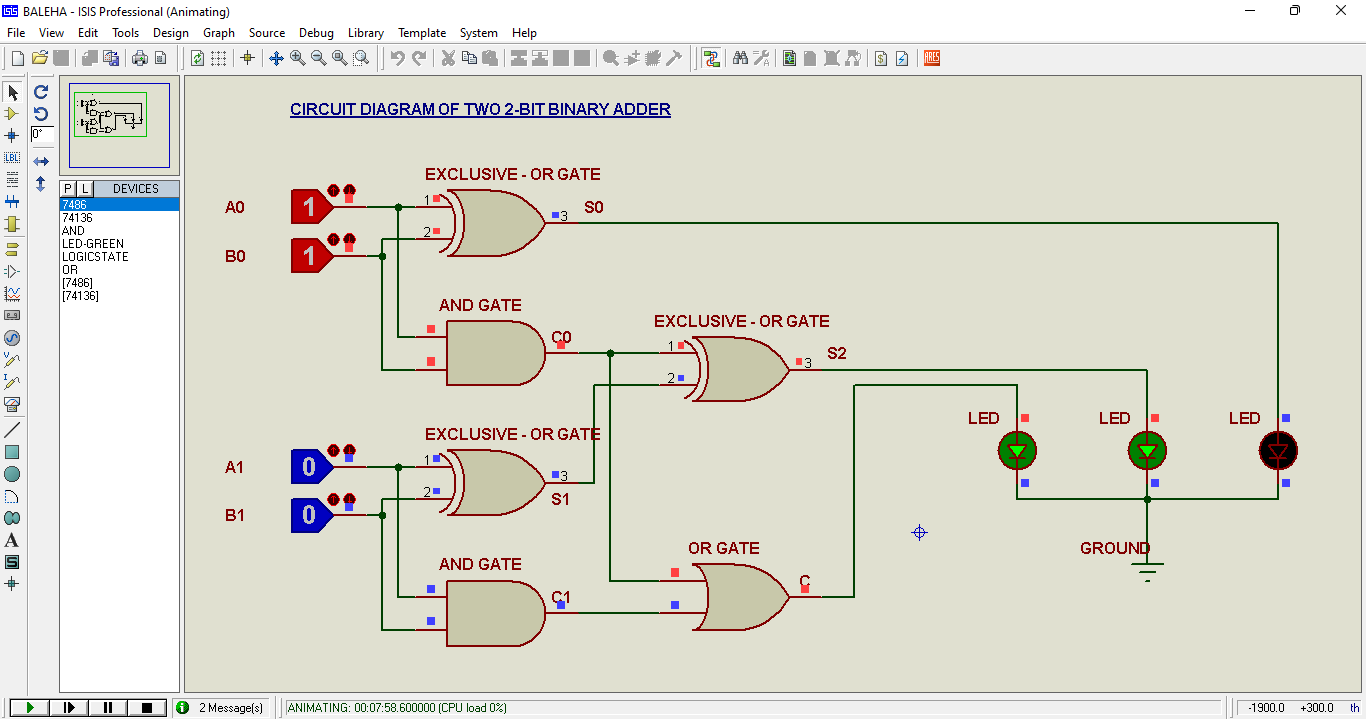 BALEHA - ISIS Professional (Animating)
File View Edit Tools Design Graph Source Debug Library Template System Help
0°
LBL
P L DEVICES
7486
74136
AND
LED-GREEN
LOGICSTATE
OR
[7486]
[74136]
CIRCUIT DIAGRAM OF TWO 2-BIT BINARY ADDER
EXCLUSIVE - OR GATE
A0 1 1 3 S0
B0 1 2
AND GATE
C0
EXCLUSIVE - OR GATE
1 3 S2
2
EXCLUSIVE - OR GATE
A1 0 1 3
B1 0 2 S1
AND GATE
C1
OR GATE
C
LED LED LED
GROUND
A
S
2 Message(s)
ANIMATING: 00:07:58.600000 (CPU load 0%)
-1900.0 +300.0 th